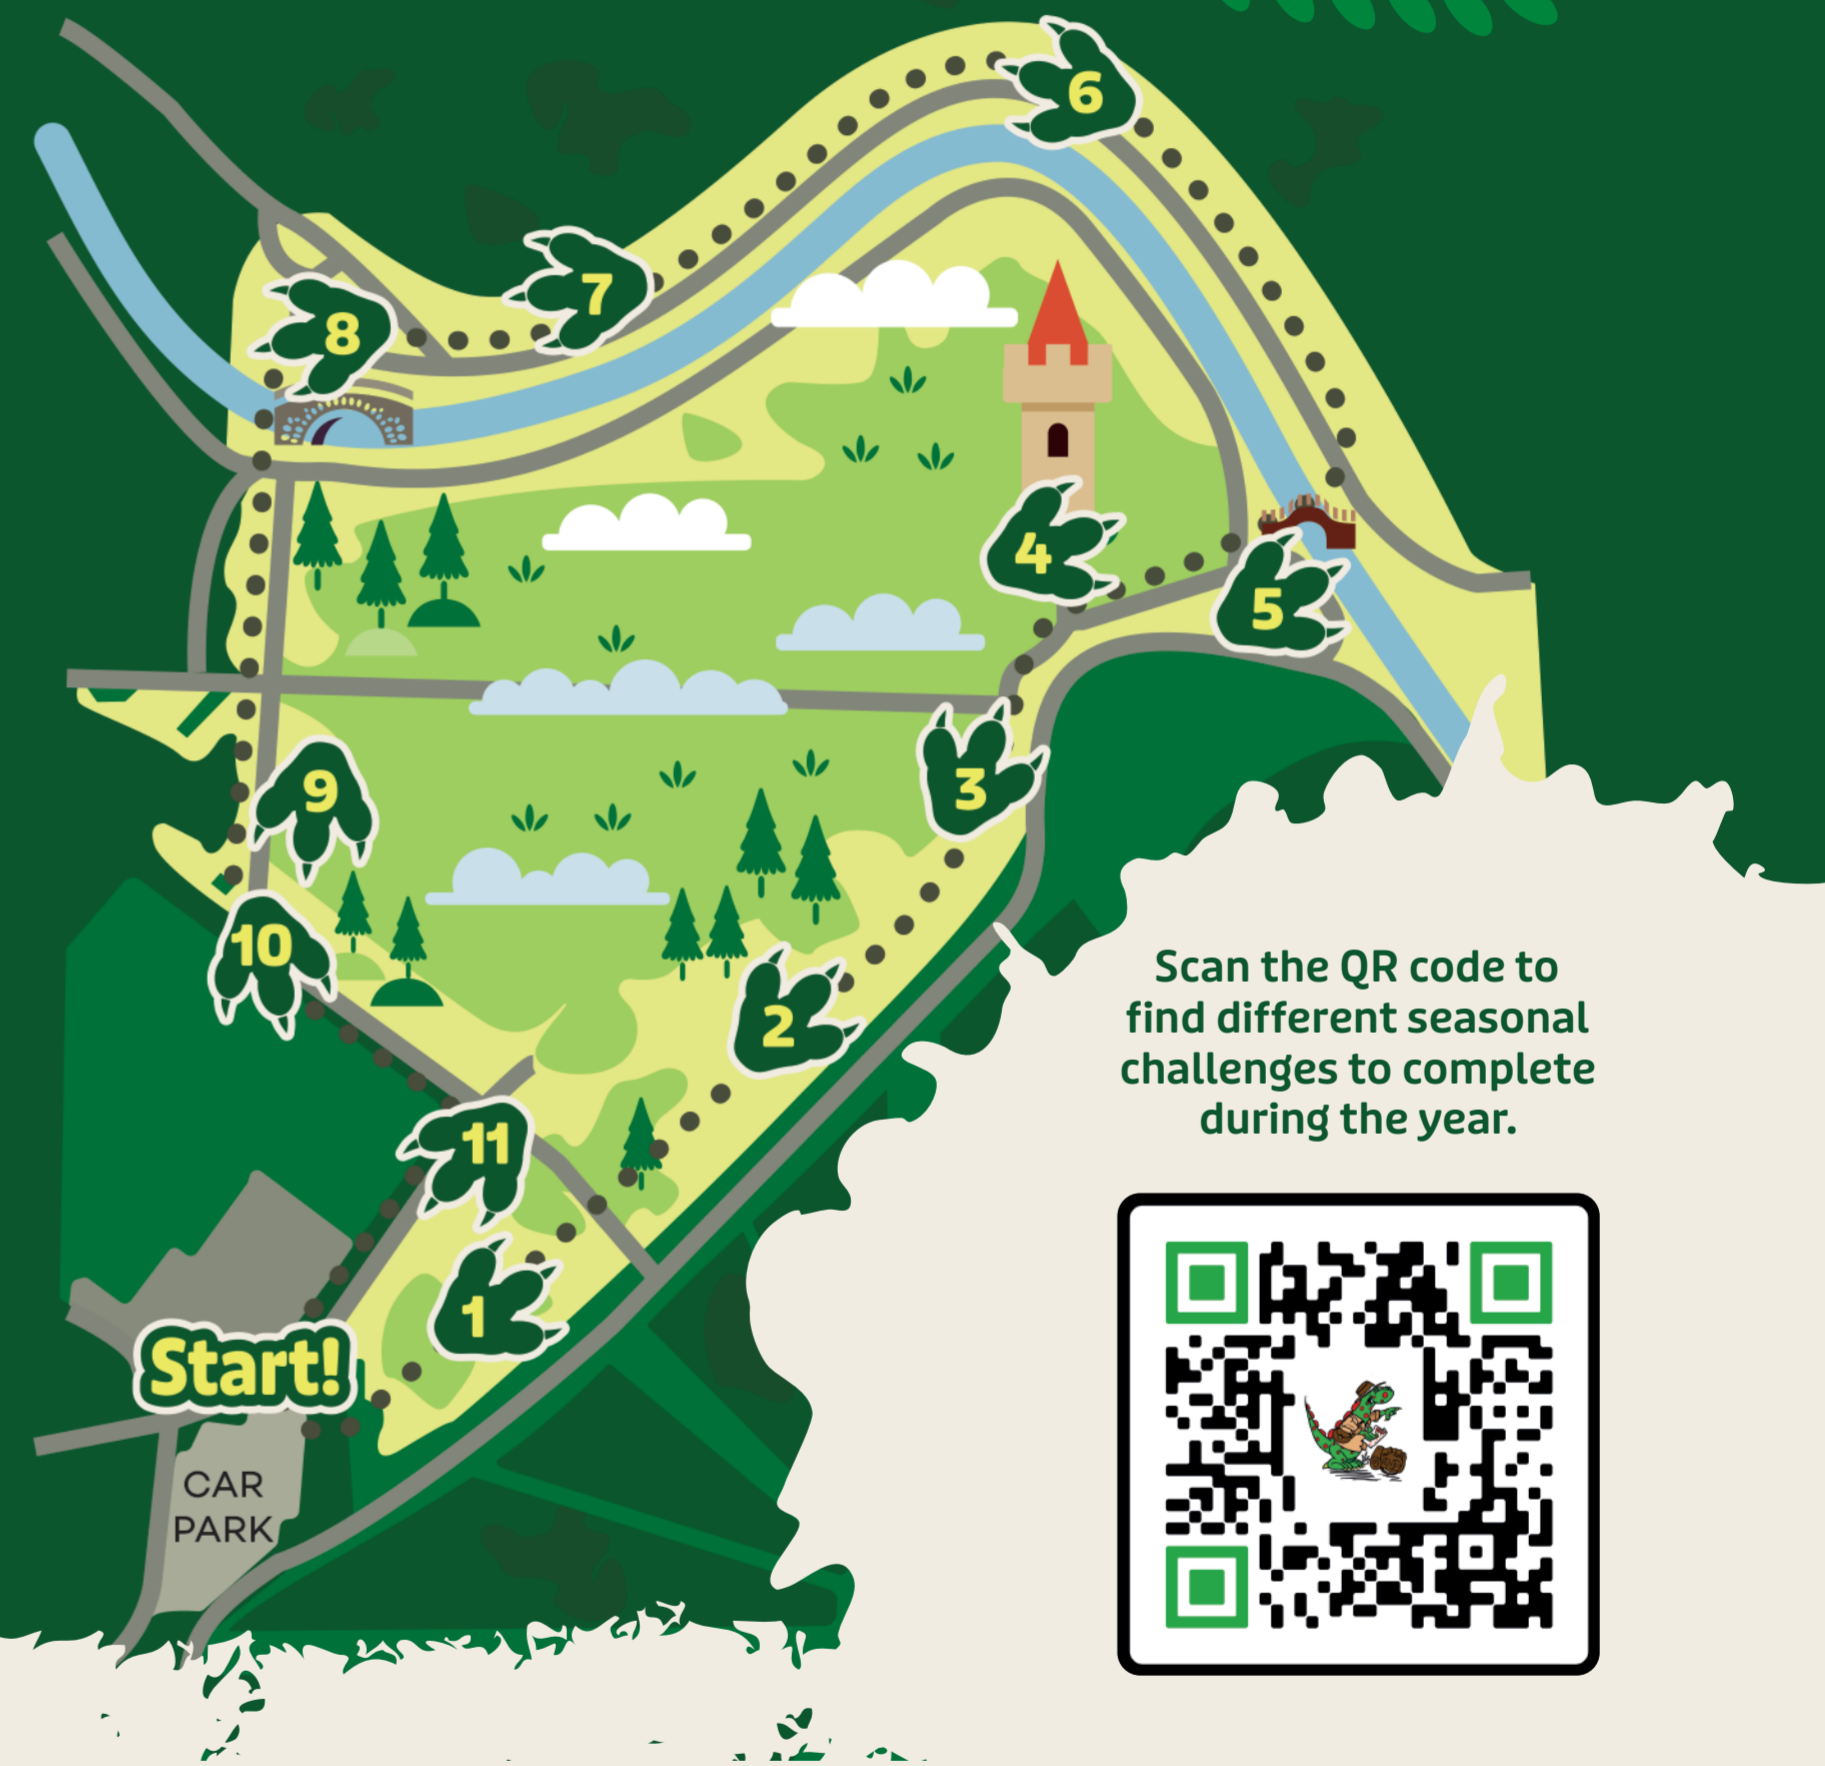 6
7
8
4
5
3
9
10
2
11
1
Start!
CAR
PARK
Scan the QR code to
find different seasonal
challenges to complete
during the year.